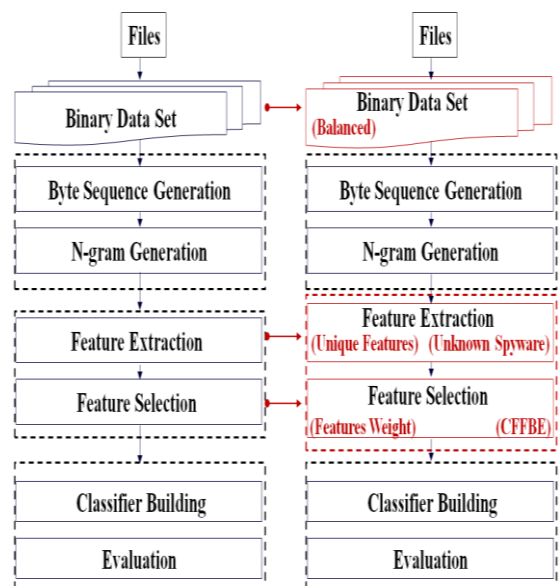 Files
Binary Data Set
Byte Sequence Generation
N-gram Generation
Feature Extraction
Feature Selection
Classifier Building
Evaluation
Files
Binary Data Set
(Balanced)
Byte Sequence Generation
N-gram Generation
Feature Extraction
(Unique Features) (Unknown Spyware)
Feature Selection
(Features Weight) (CFFBE)
Classifier Building
Evaluation